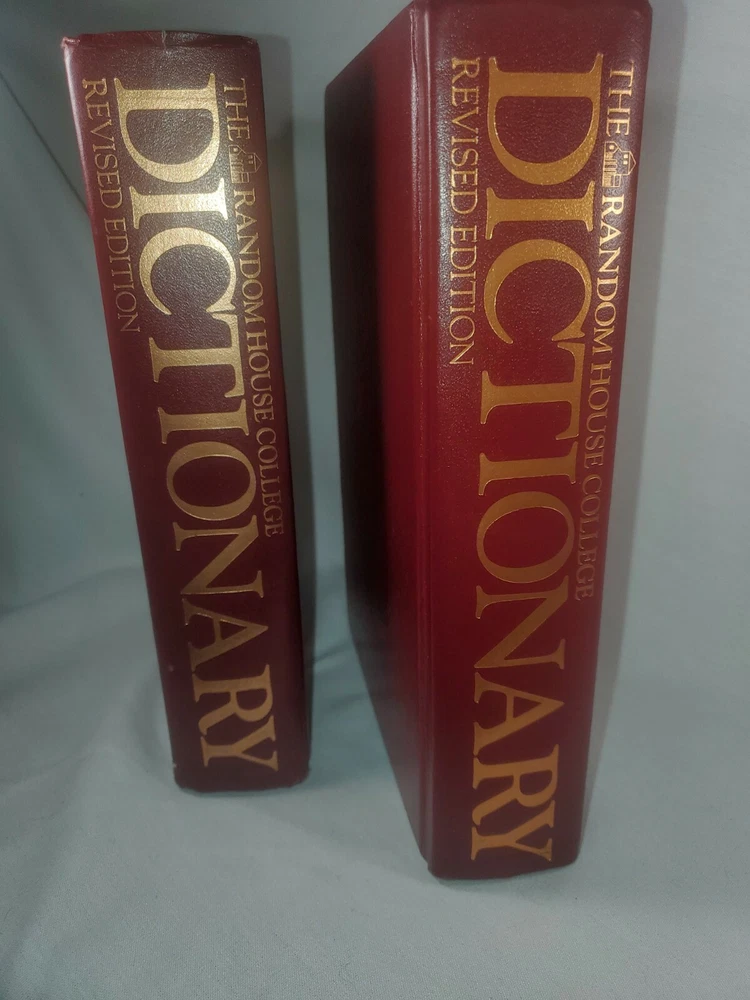 THE RANDOM HOUSE COLLEGE
DICTIONARY
REVISED EDITION
THE RANDOM HOUSE COLLEGE
DICTIONARY
REVISED EDITION